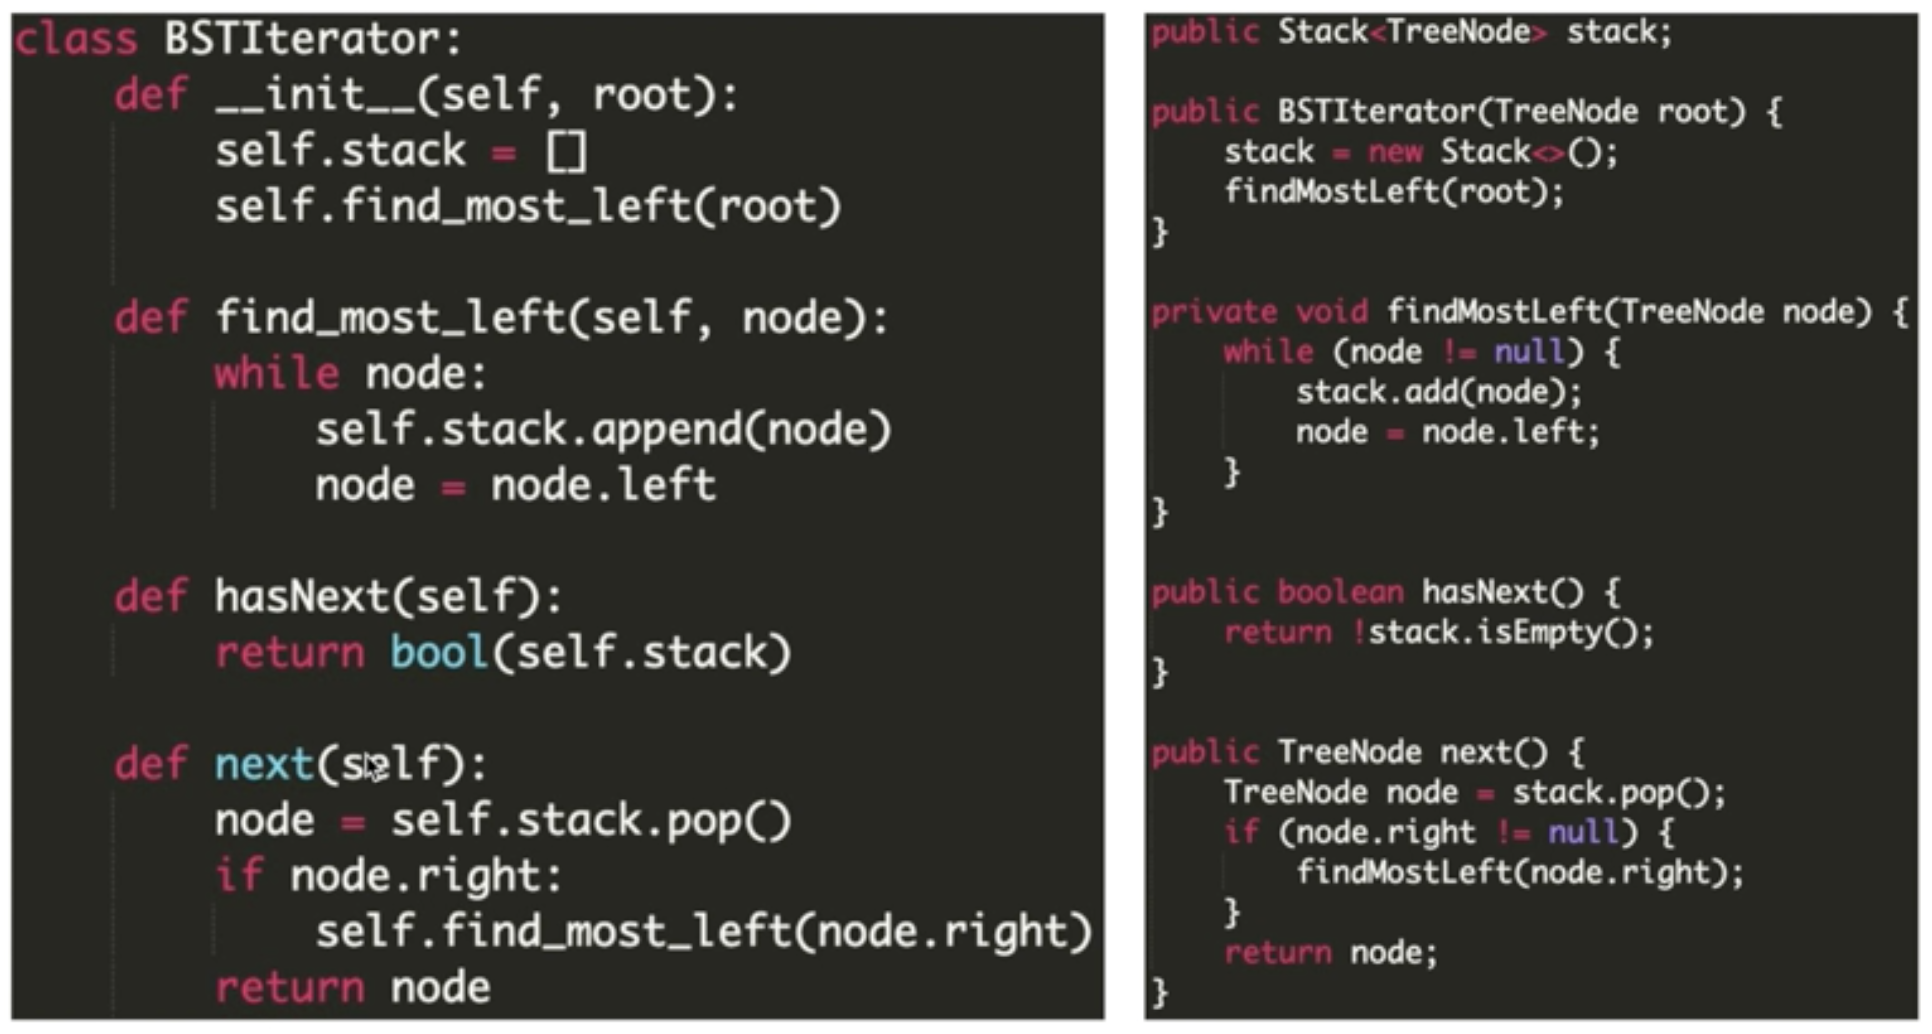 class BSTIterator:
    def __init__(self, root):
        self.stack = []
        self.find_most_left(root)

    def find_most_left(self, node):
        while node:
            self.stack.append(node)
            node = node.left

    def hasNext(self):
        return bool(self.stack)

    def next(self):
        node = self.stack.pop()
        if node.right:
            self.find_most_left(node.right)
        return node

public Stack<TreeNode> stack;

public BSTIterator(TreeNode root) {
    stack = new Stack<>();
    findMostLeft(root);
}

private void findMostLeft(TreeNode node) {
    while (node != null) {
        stack.add(node);
        node = node.left;
    }
}

public boolean hasNext() {
    return !stack.isEmpty();
}

public TreeNode next() {
    TreeNode node = stack.pop();
    if (node.right != null) {
        findMostLeft(node.right);
    }
    return node;
}